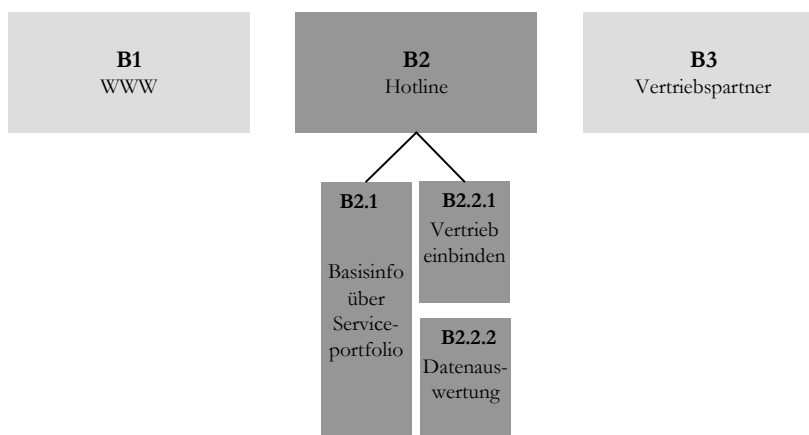 B1
WWW
B2
Hotline
B3
Vertriebspartner
B2.1
Basisinfo
über
Service-
portfolio
B2.2.1
Vertrieb
einbinden
B2.2.2
Datenaus-
wertung